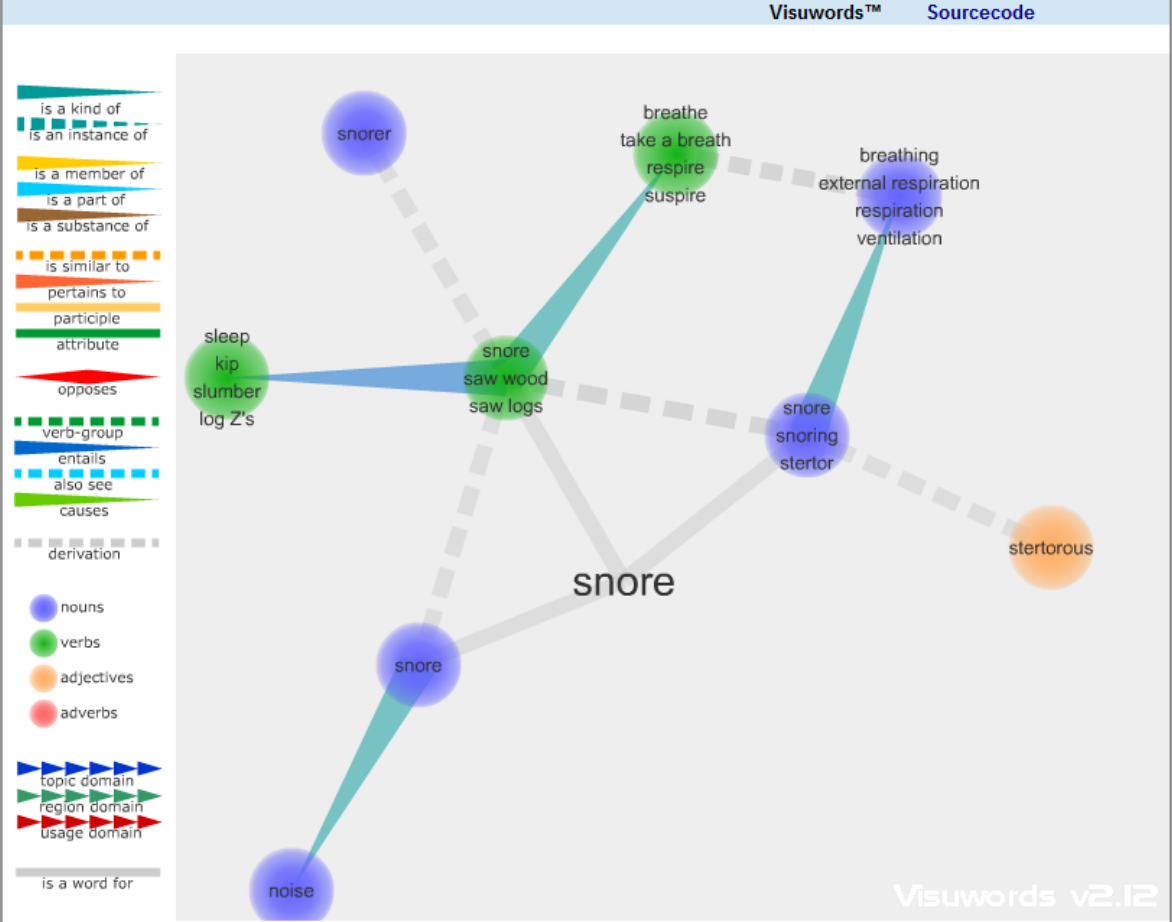 Visuwords™ Sourcecode
is a kind of
is an instance of
is a member of
is a part of
is a substance of
is similar to
pertains to
participle
attribute
opposes
verb-group
entails
also see
causes
derivation
nouns
verbs
adjectives
adverbs
topic domain
region domain
usage domain
is a word for
snorer
breathe
take a breath
respire
suspire
breathing
external respiration
respiration
ventilation
sleep
kip
slumber
log Z's
snore
saw wood
saw logs
snore
snoring
stertor
stertorous
snore
snore
noise
Visuwords v2.12